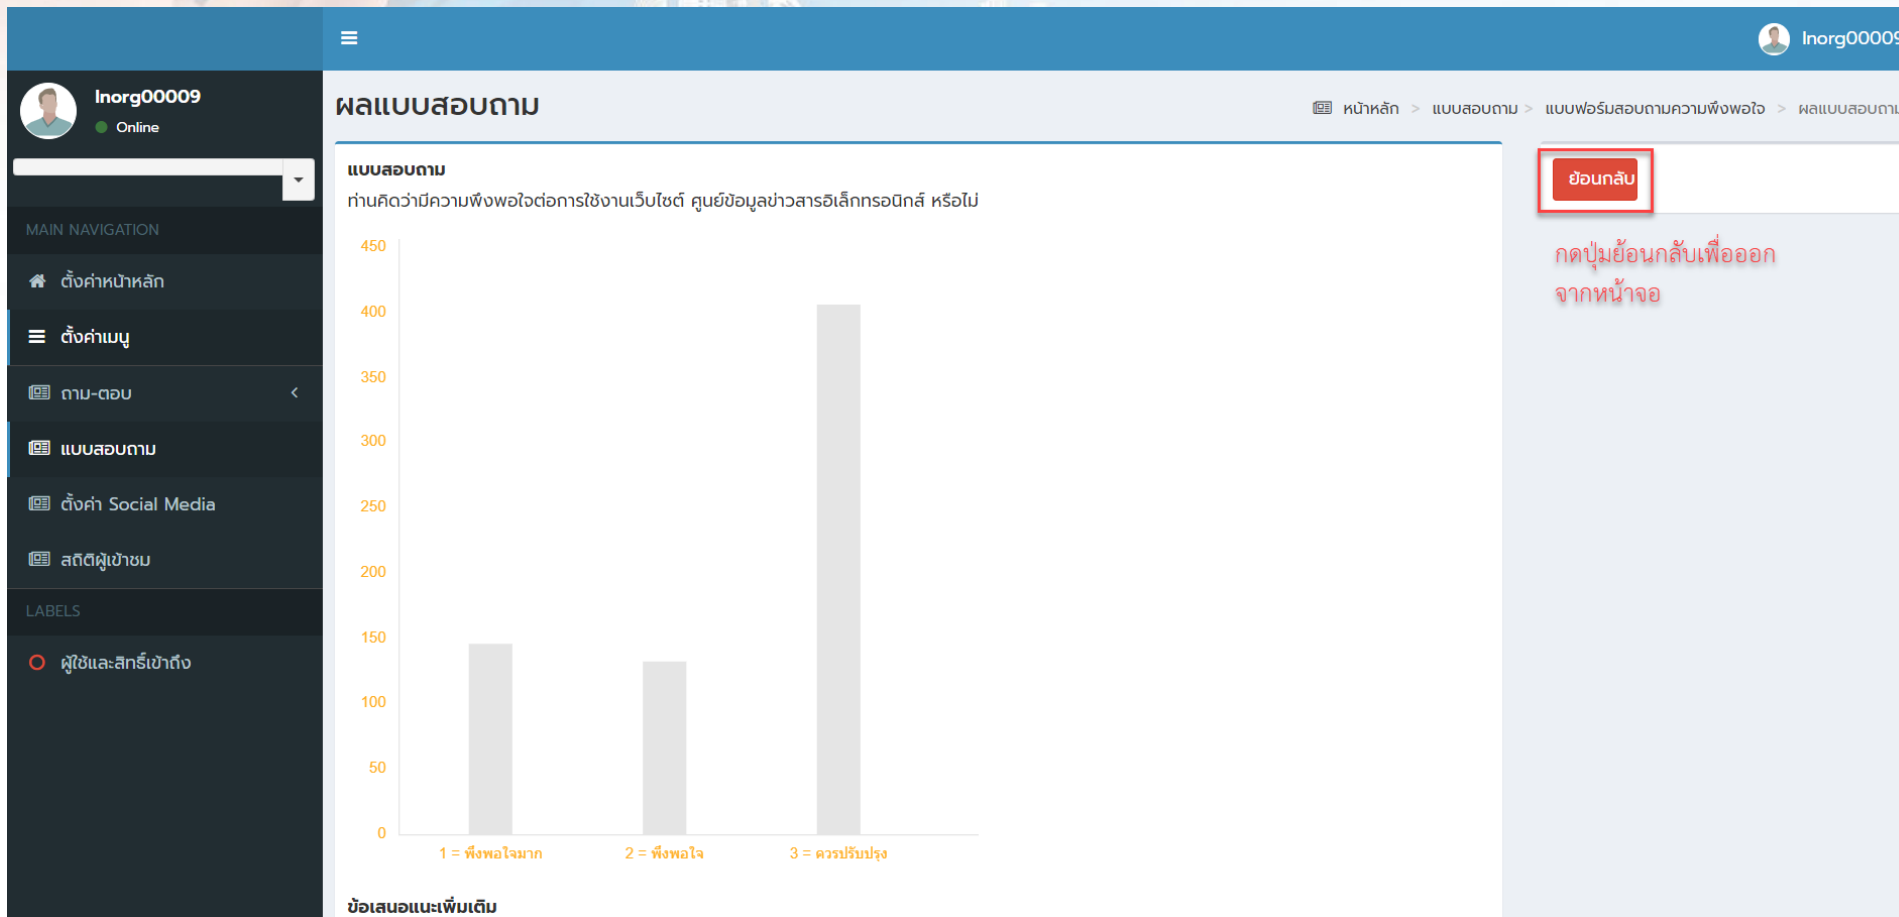 Inorg00009
Inorg00009
Online
MAIN NAVIGATION
ตั้งค่าหน้าหลัก
ตั้งค่าเมนู
ถาม-ตอบ
แบบสอบถาม
ตั้งค่า Social Media
สถิติผู้เข้าชม
LABELS
ผู้ใช้และสิทธิ์เข้าถึง
ผลแบบสอบถาม
หน้าหลัก > แบบสอบถาม > แบบฟอร์มสอบถามความพึงพอใจ > ผลแบบสอบถาม
แบบสอบถาม
ท่านคิดว่ามีความพึงพอใจต่อการใช้งานเว็บไซต์ ศูนย์ข้อมูลข่าวสารอิเล็กทรอนิกส์ หรือไม่
450
400
350
300
250
200
150
100
50
0
1 = พึงพอใจมาก
2 = พึงพอใจ
3 = ควรปรับปรุง
ข้อเสนอแนะเพิ่มเติม
ย้อนกลับ
กดปุ่มย้อนกลับเพื่อออก
จากหน้าจอ